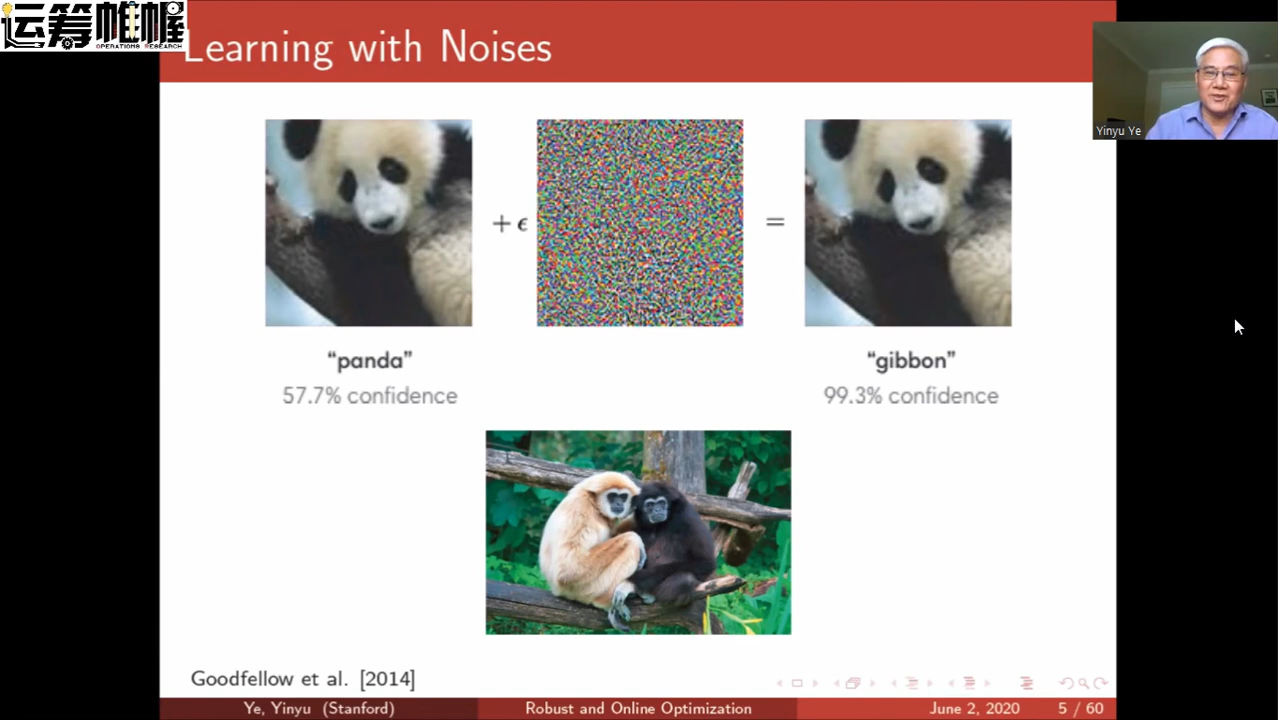 运筹帷幄
OPERATIONS RESEARCH
Learning with Noises
Yinyu Ye
+ ϵ
=
“panda”
57.7% confidence
“gibbon”
99.3% confidence
Goodfellow et al. [2014]
Ye, Yinyu (Stanford)
Robust and Online Optimization
June 2, 2020
5 / 60